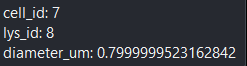 cell_id: 7
lys_id: 8
diameter_um: 0.7999999523162842